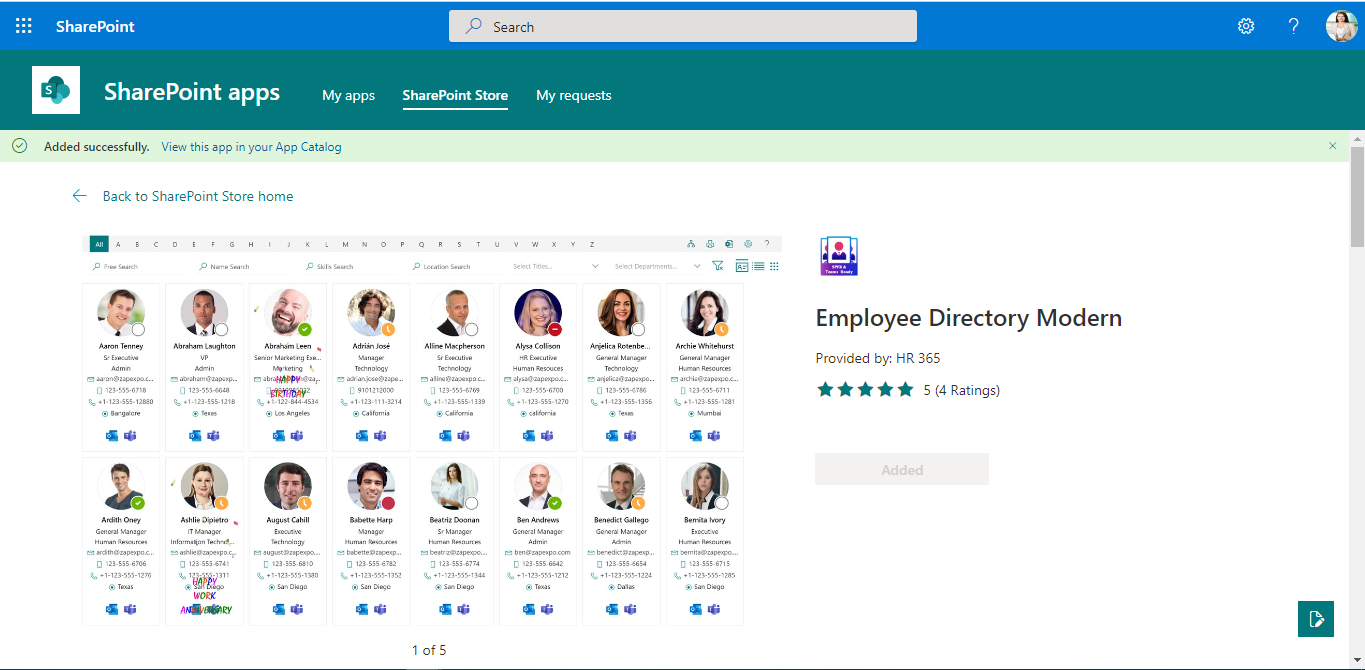 SharePoint
Search
SharePoint apps
My apps
SharePoint Store
My requests
Added successfully. View this app in your App Catalog
Back to SharePoint Store home
All A B C D E F G H I J K L M N O P Q R S T U V W X Y Z
Free Search Name Search Skills Search Location Search Select Titles... Select Departments...
Aaron Tenney
Sr Executive
Admin
aaron@zapexpo.c...
123-555-6718
+1-123-555-12880
Bangalore
Abraham Laughton
VP
Admin
abraham@zapexp...
123-555-6648
+1-123-555-1218
Texas
Abraham Leen
Senior Marketing Exe...
Marketing
HAPPY
BIRTHDAY
+1-122-844-4534
Los Angeles
Adrián José
Manager
Technology
adrian.jose@zape...
9101212000
+1-123-111-3214
California
Alline Macpherson
Sr Executive
Technology
alline@zapexpo.c...
123-555-6769
+1-123-555-1339
California
Alysa Collison
HR Executive
Human Resources
alysa@zapexpo.c...
123-555-6700
+1-123-555-1270
california
Anjelica Rotenbe...
General Manager
Technology
anjelica@zapexpo...
123-555-6786
+1-123-555-1356
Texas
Archie Whitehurst
General Manager
Human Resources
archie@zapexpo.c...
123-555-6711
+1-123-555-1281
Mumbai
Ardith Oney
General Manager
Human Resources
ardith@zapexpo.c...
123-555-6706
+1-123-555-1276
Texas
Ashlie Dipietro
IT Manager
Information Technol...
ashlie@zapexpo.c...
123-555-6741
+1-123-555-1311
San Diego
HAPPY
WORK
ANNIVERSARY
August Cahill
Executive
Technology
august@zapexpo....
123-555-6810
+1-123-555-1380
San Diego
Babette Harp
Manager
Human Resources
babette@zapexp...
123-555-6782
+1-123-555-1352
San Diego
Beatriz Doonan
Sr Manager
Human Resources
beatriz@zapexpo....
123-555-6774
+1-123-555-1344
San Diego
Ben Andrews
General Manager
Admin
ben@zapexpo.com
123-555-6642
+1-123-555-1212
Texas
Benedict Gallego
General Manager
Admin
benedict@zapexp...
123-555-6654
+1-123-555-1224
Dallas
Bernita Ivory
Executive
Human Resources
bernita@zapexpo....
123-555-6715
+1-123-555-1285
San Diego
1 of 5
SPFX &
Teams Ready
Employee Directory Modern
Provided by: HR 365
5 (4 Ratings)
Added